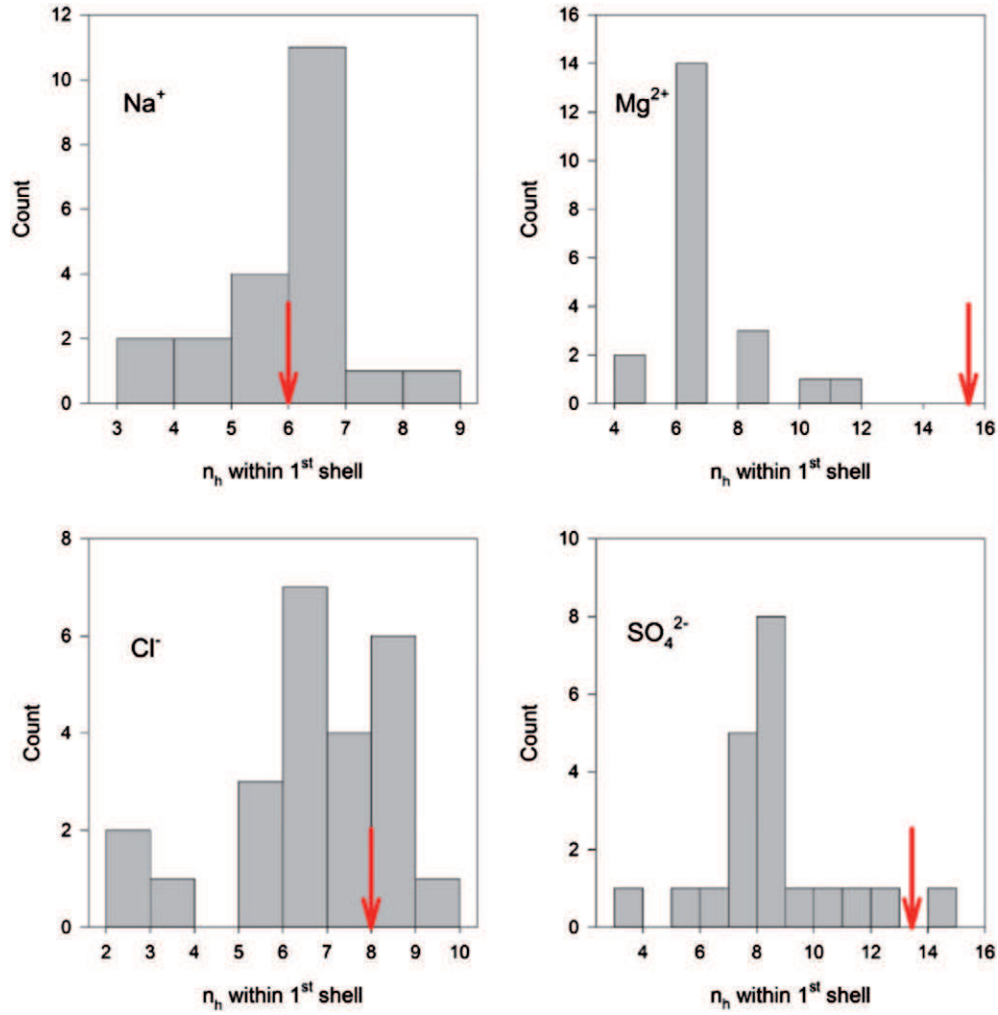 12
10
8
6
4
2
0
Count
Na⁺
3 4 5 6 7 8 9
nₕ within 1ˢᵗ shell
16
14
12
10
8
6
4
2
0
Count
Mg²⁺
4 6 8 10 12 14 16
nₕ within 1ˢᵗ shell
8
6
4
2
0
Count
Cl⁻
2 3 4 5 6 7 8 9 10
nₕ within 1ˢᵗ shell
10
8
6
4
2
0
Count
SO₄²⁻
4 6 8 10 12 14 16
nₕ within 1ˢᵗ shell